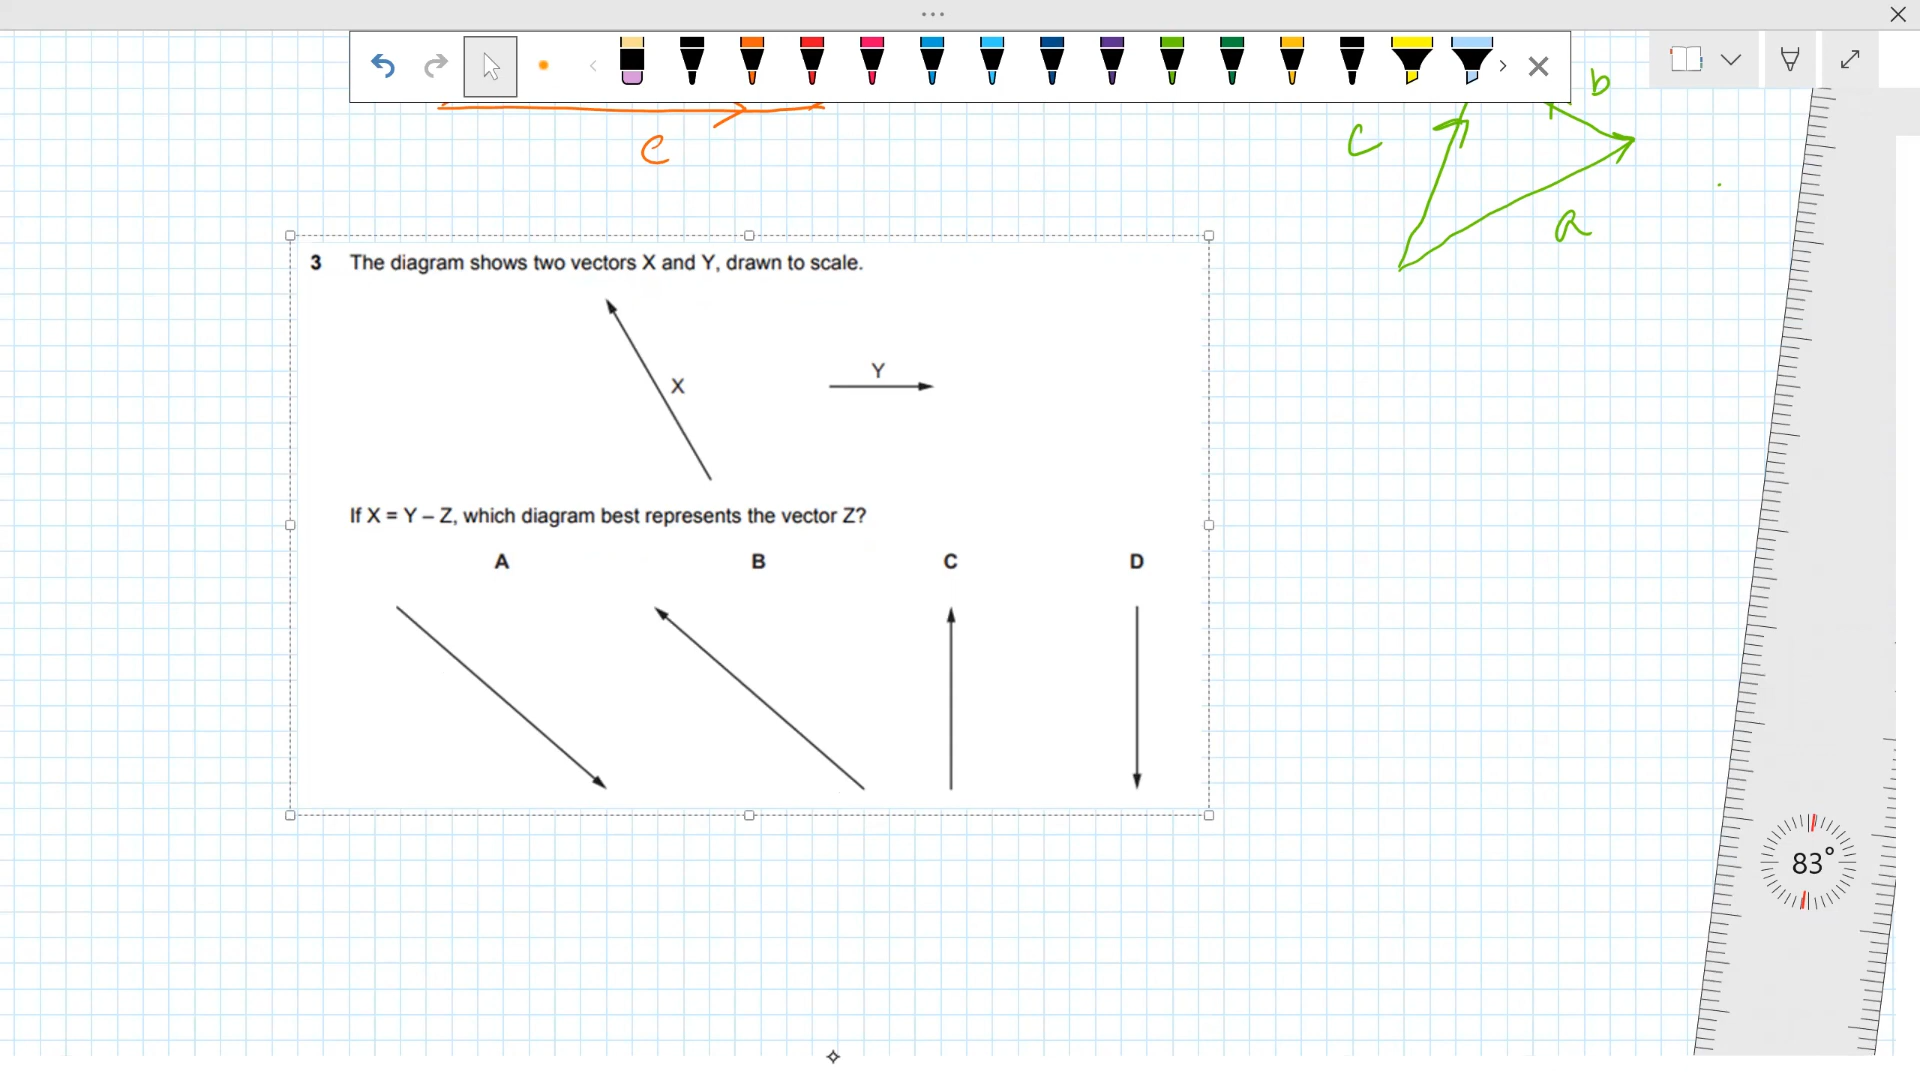 b
c
e
a
3 The diagram shows two vectors X and Y, drawn to scale.
Y
X
If X = Y – Z, which diagram best represents the vector Z?
A B C D
83°